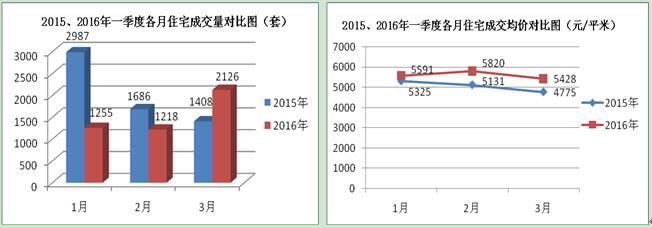 2015、2016年一季度各月住宅成交量对比图（套）
3000
2500
2000
1500
1000
500
0
2987
1255
1686
1218
1408
2126
1月
2月
3月
2015年
2016年
2015、2016年一季度各月住宅成交均价对比图（元/平米）
7000
6000
5000
4000
3000
2000
1000
0
5591
5820
5428
5325
5131
4775
1月
2月
3月
2015年
2016年